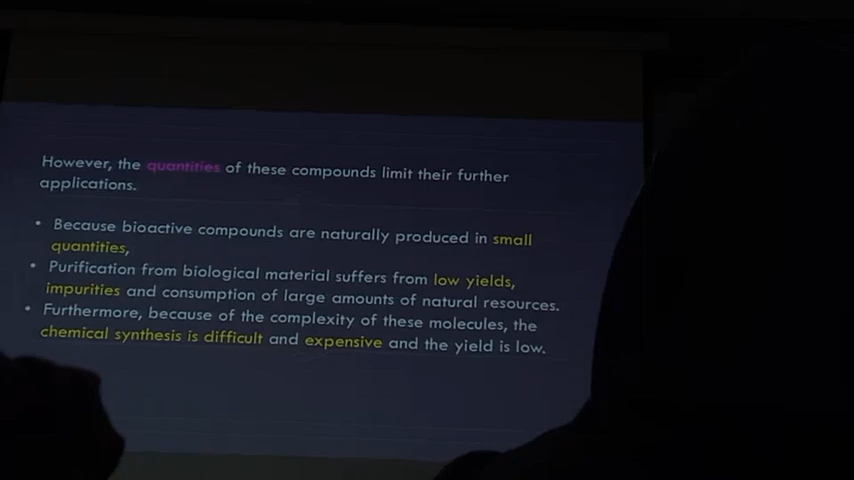 However, the quantities of these compounds limit their further
applications.
• Because bioactive compounds are naturally produced in small
quantities,
• Purification from biological material suffers from low yields,
impurities and consumption of large amounts of natural resources.
• Furthermore, because of the complexity of these molecules, the
chemical synthesis is difficult and expensive and the yield is low.